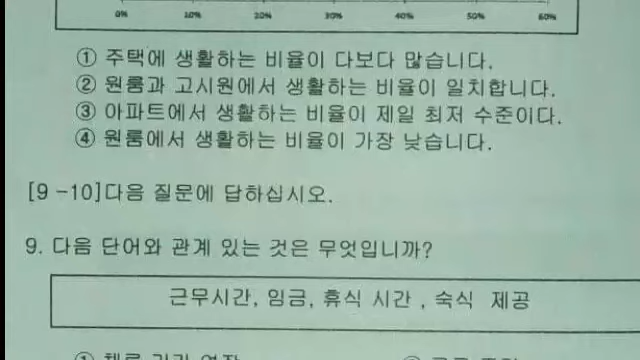 0% 10% 20% 30% 40% 50% 60%
① 주택에 생활하는 비율이 다보다 많습니다.
② 원룸과 고시원에서 생활하는 비율이 일치합니다.
③ 아파트에서 생활하는 비율이 제일 최저 수준이다.
④ 원룸에서 생활하는 비율이 가장 낮습니다.
[9 -10]다음 질문에 답하십시오.
9. 다음 단어와 관계 있는 것은 무엇입니까?
근무시간, 임금, 휴식 시간 , 숙식 제공